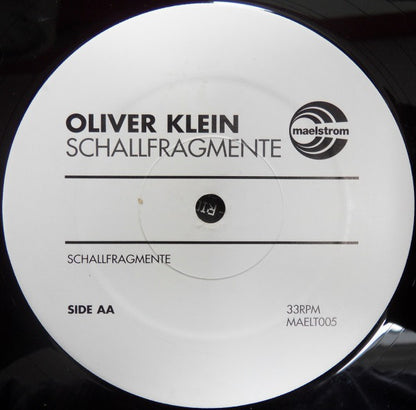 OLIVER KLEIN
SCHALLFRAGMENTE
maelstrom
SCHALLFRAGMENTE
SIDE AA
33RPM
MAELT005